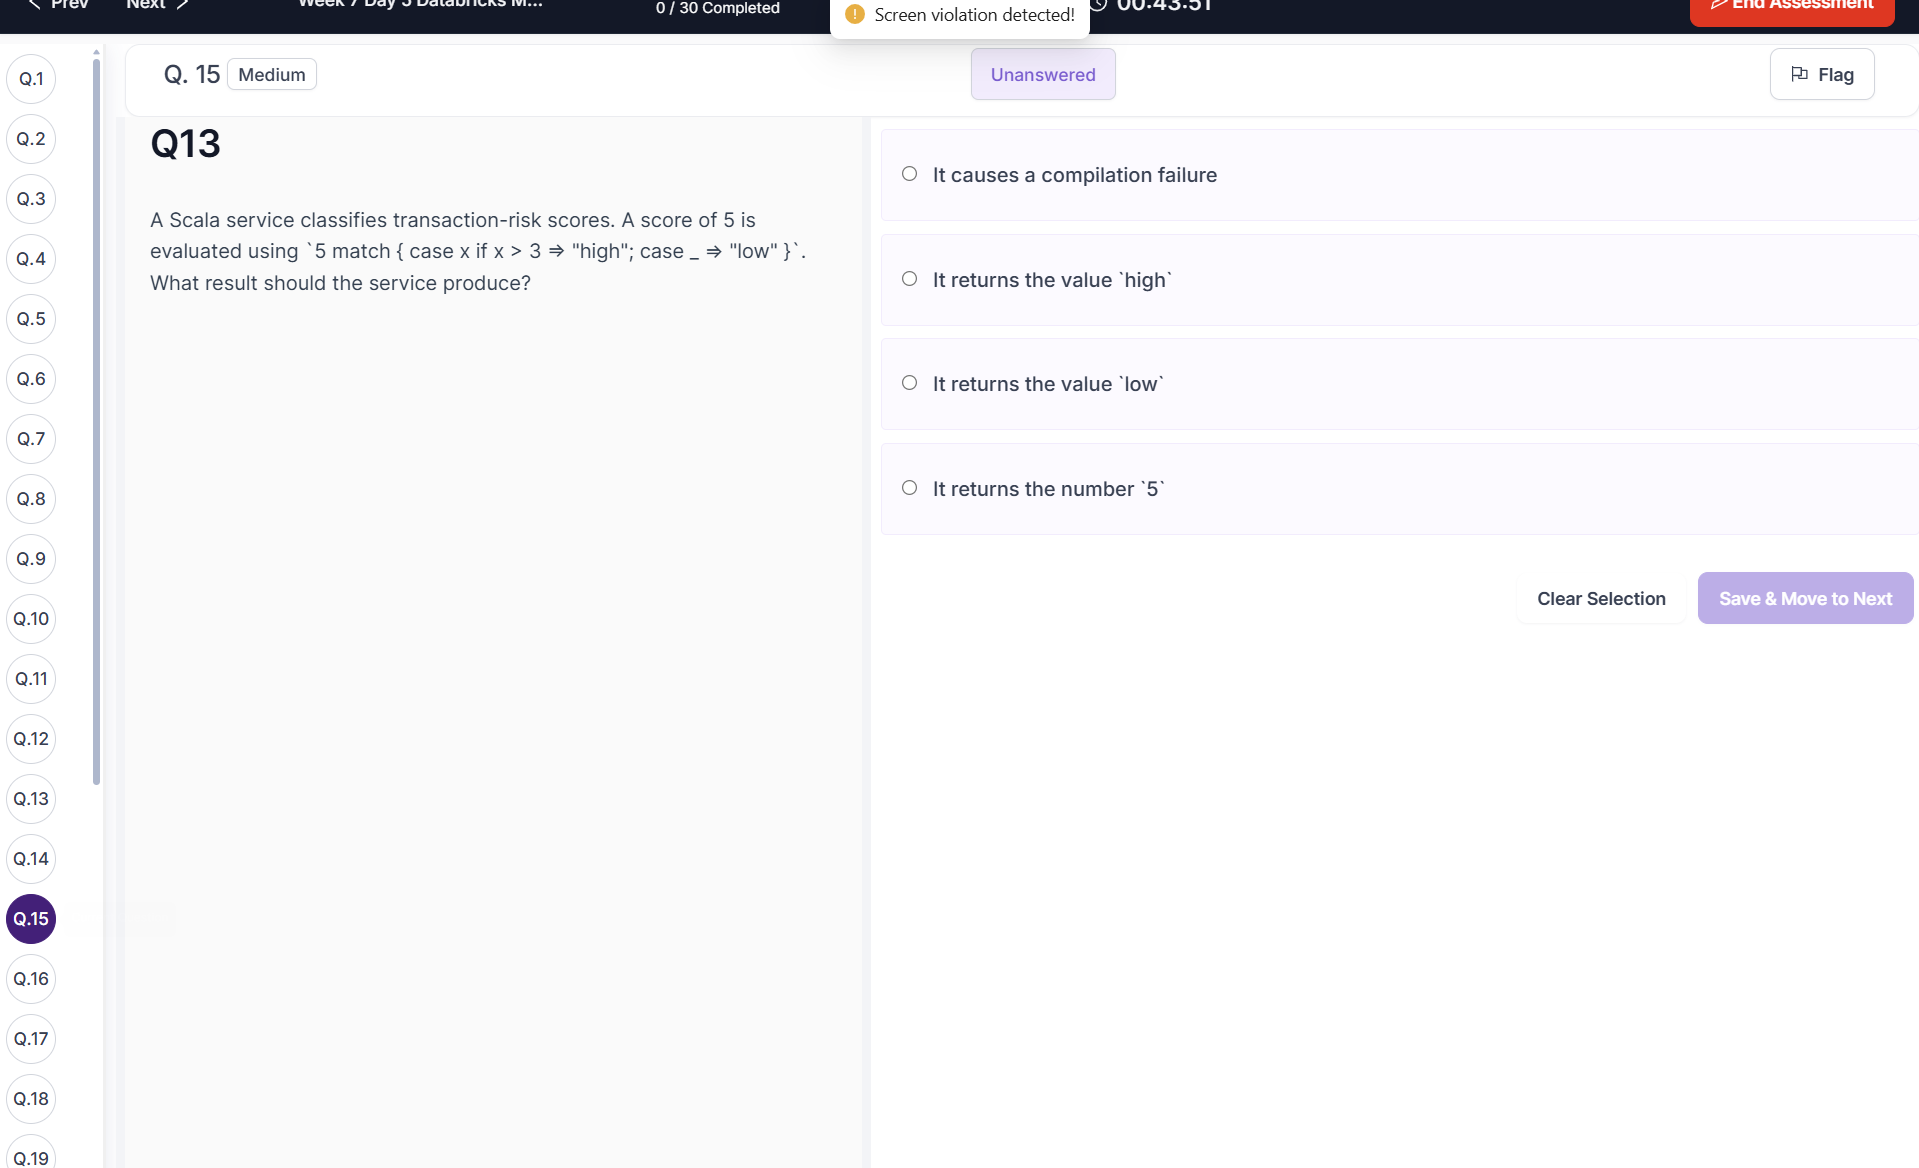 Prev
Next
Week 7 Day 5 Databricks M...
0 / 30 Completed
Screen violation detected!
00:43:51
End Assessment
Q.1
Q.2
Q.3
Q.4
Q.5
Q.6
Q.7
Q.8
Q.9
Q.10
Q.11
Q.12
Q.13
Q.14
Q.15
Q.16
Q.17
Q.18
Q.19
Q. 15
Medium
Unanswered
Flag
Q13
A Scala service classifies transaction-risk scores. A score of 5 is
evaluated using `5 match { case x if x > 3 => "high"; case _ => "low" }`.
What result should the service produce?
It causes a compilation failure
It returns the value `high`
It returns the value `low`
It returns the number `5`
Clear Selection
Save & Move to Next